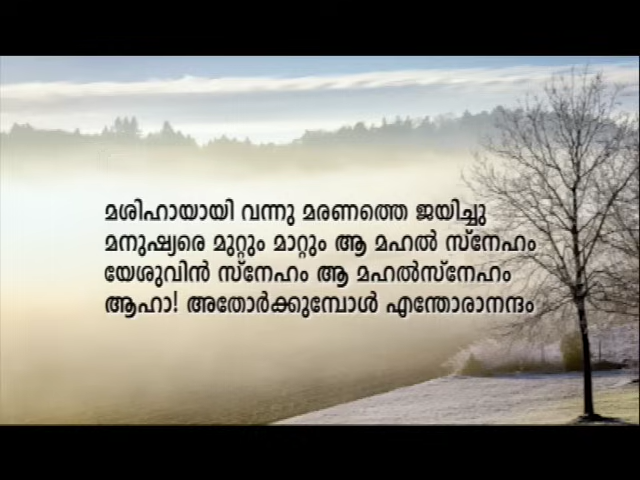 മശിഹായായി വന്നു മരണത്തെ ജയിച്ചു
മനുഷ്യരെ മുറ്റും മാറ്റും ആ മഹൽ സ്നേഹം
യേശുവിൻ സ്നേഹം ആ മഹൽസ്നേഹം
ആഹാ! അതോർക്കുമ്പോൾ എന്തോരാനന്ദം